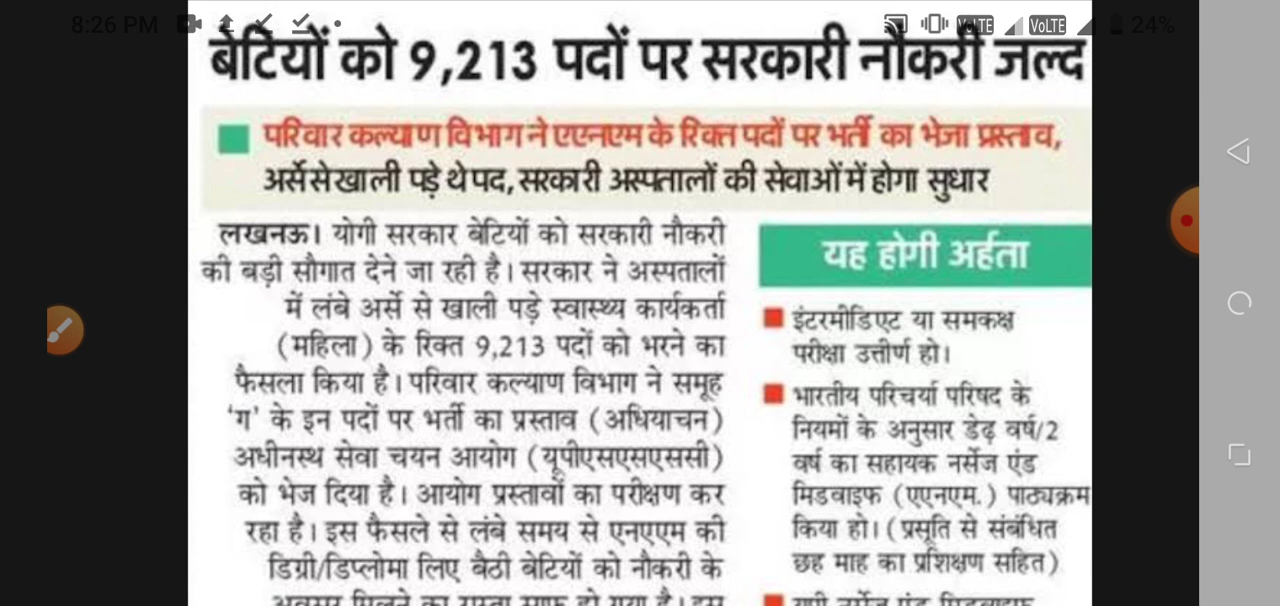 8:26 PM
VoLTE VoLTE 24%
बेटियों को 9,213 पदों पर सरकारी नौकरी जल्द
परिवार कल्याण विभाग ने एएनएम के रिक्त पदों पर भर्ती का भेजा प्रस्ताव,
अर्से से खाली पड़े थे पद, सरकारी अस्पतालों की सेवाओं में होगा सुधार
लखनऊ। योगी सरकार बेटियों को सरकारी नौकरी
की बड़ी सौगात देने जा रही है। सरकार ने अस्पतालों
में लंबे अर्से से खाली पड़े स्वास्थ्य कार्यकर्ता
(महिला) के रिक्त 9,213 पदों को भरने का
फैसला किया है। परिवार कल्याण विभाग ने समूह
‘ग’ के इन पदों पर भर्ती का प्रस्ताव (अधियाचन)
अधीनस्थ सेवा चयन आयोग (यूपीएसएसएससी)
को भेज दिया है। आयोग प्रस्तावों का परीक्षण कर
रहा है। इस फैसले से लंबे समय से एनएएम की
डिग्री/डिप्लोमा लिए बैठी बेटियों को नौकरी के
यह होगी अर्हता
इंटरमीडिएट या समकक्ष
परीक्षा उत्तीर्ण हो।
भारतीय परिचर्या परिषद के
नियमों के अनुसार डेढ़ वर्ष/2
वर्ष का सहायक नर्सेज एंड
मिडवाइफ (एएनएम.) पाठ्यक्रम
किया हो। (प्रसूति से संबंधित
छह माह का प्रशिक्षण सहित)